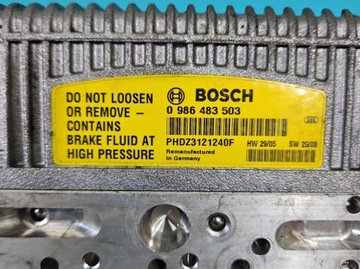 DO NOT LOOSEN
OR REMOVE –
CONTAINS
BRAKE FLUID AT
HIGH PRESSURE
BOSCH
0 986 483 503
PHDZ3121240F
Remanufactured
in Germany
HW 29/05 SW 29/00